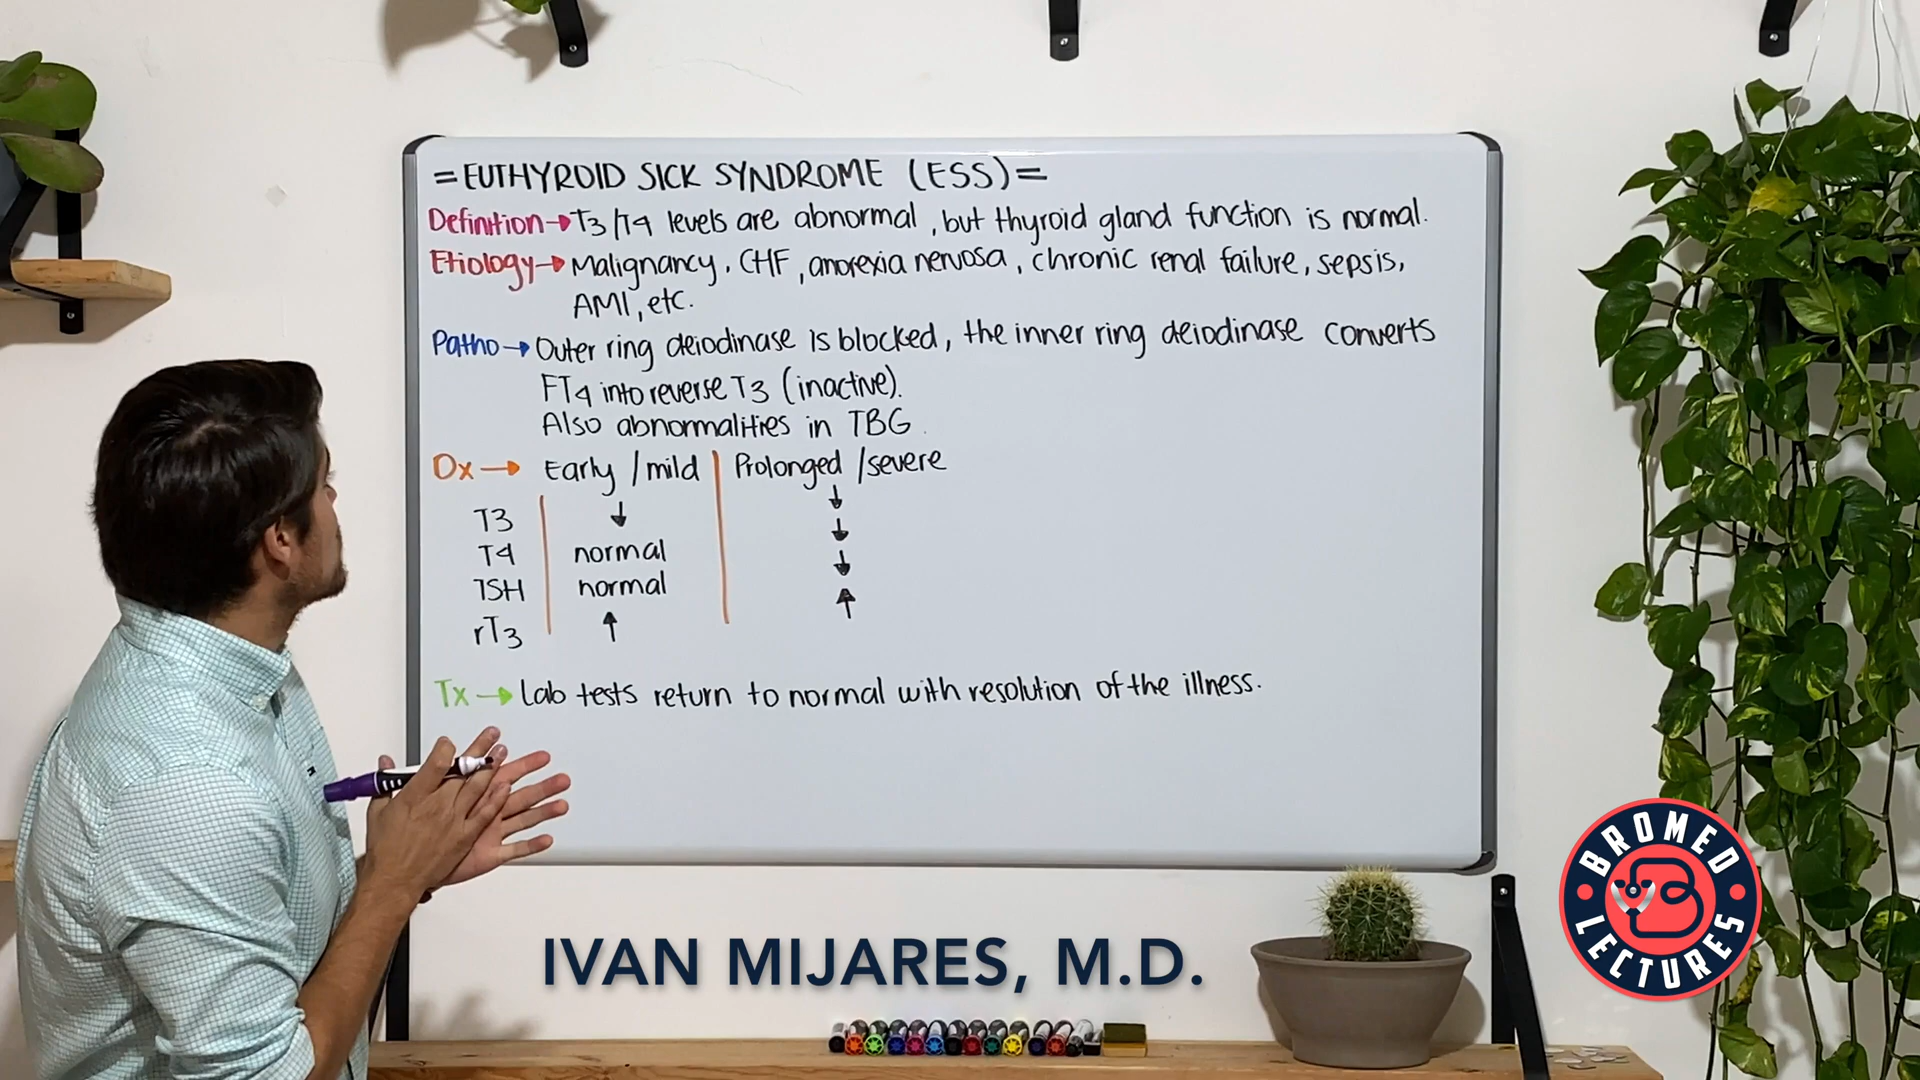 = EUTHYROID SICK SYNDROME (ESS) =
Definition → T3/T4 levels are abnormal, but thyroid gland function is normal.
Etiology → Malignancy, CHF, anorexia nervosa, chronic renal failure, sepsis,
AMI, etc.
Patho → Outer ring deiodinase is blocked, the inner ring deiodinase converts
FT4 into reverse T3 (inactive).
Also abnormalities in TBG.
Dx → Early / mild | Prolonged / severe
T3 ↓ ↓
T4 normal ↓
TSH normal ↓
rT3 ↑ ↑
Tx → Lab tests return to normal with resolution of the illness.
IVAN MIJARES, M.D.
BROMED
LECTURES